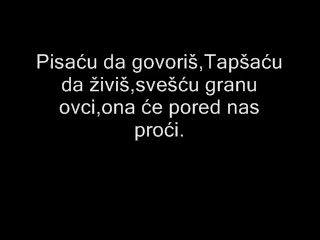 Pisaću da govoriš,Tapšaću
da živiš,svešću granu
ovci,ona će pored nas
proći.